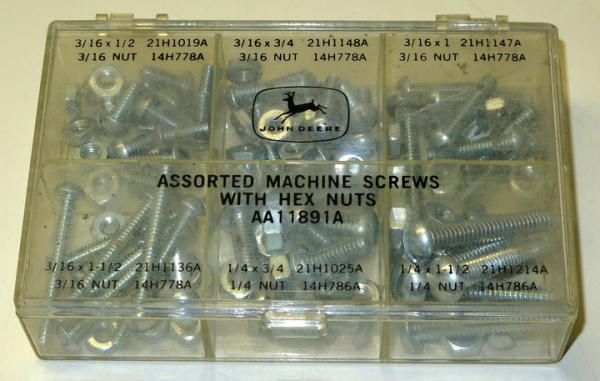 3/16 x 1/2 21H1019A
3/16 NUT 14H778A
3/16 x 3/4 21H1148A
3/16 NUT 14H778A
3/16 x 1 21H1147A
3/16 NUT 14H778A
JOHN DEERE
ASSORTED MACHINE SCREWS
WITH HEX NUTS
AA11891A
3/16 x 1-1/2 21H1136A
3/16 NUT 14H778A
1/4 x 3/4 21H1025A
1/4 NUT 14H786A
1/4 x 1-1/2 21H1214A
1/4 NUT 14H786A